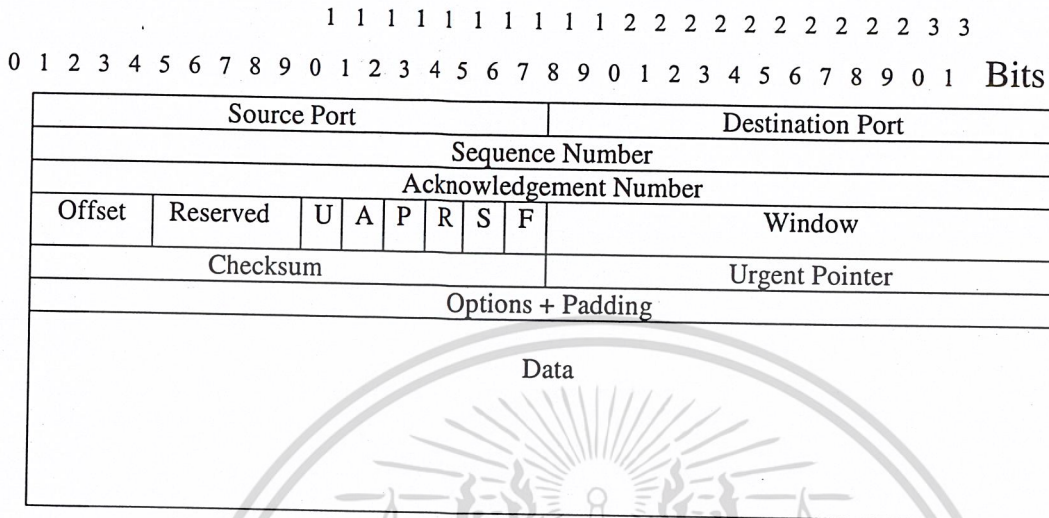 1 1 1 1 1 1 1 1 1 1 2 2 2 2 2 2 2 2 2 2 3 3
0 1 2 3 4 5 6 7 8 9 0 1 2 3 4 5 6 7 8 9 0 1 2 3 4 5 6 7 8 9 0 1 Bits
Source Port Destination Port
Sequence Number
Acknowledgement Number
Offset Reserved U A P R S F Window
Checksum Urgent Pointer
Options + Padding
Data